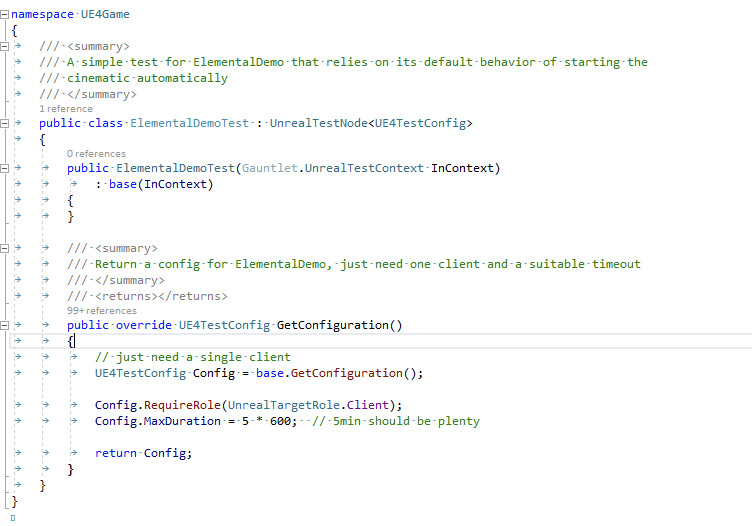 namespace UE4Game
{
/// <summary>
/// A simple test for ElementalDemo that relies on its default behavior of starting the
/// cinematic automatically
/// </summary>
1 reference
public class ElementalDemoTest : UnrealTestNode<UE4TestConfig>
{
0 references
public ElementalDemoTest(Gauntlet.UnrealTestContext InContext)
: base(InContext)
{
}
/// <summary>
/// Return a config for ElementalDemo, just need one client and a suitable timeout
/// </summary>
/// <returns></returns>
99+references
public override UE4TestConfig GetConfiguration()
{
// just need a single client
UE4TestConfig Config = base.GetConfiguration();
Config.RequireRole(UnrealTargetRole.Client);
Config.MaxDuration = 5 * 600;  // 5min should be plenty
return Config;
}
}
}